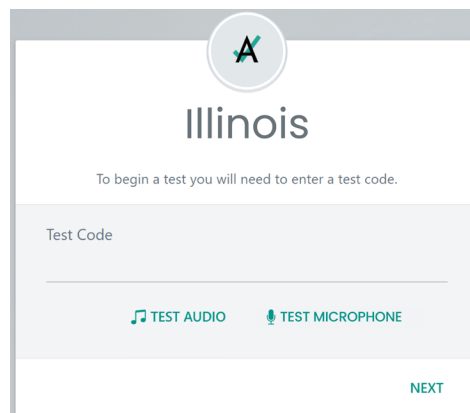 Illinois
To begin a test you will need to enter a test code.
Test Code
TEST AUDIO
TEST MICROPHONE
NEXT